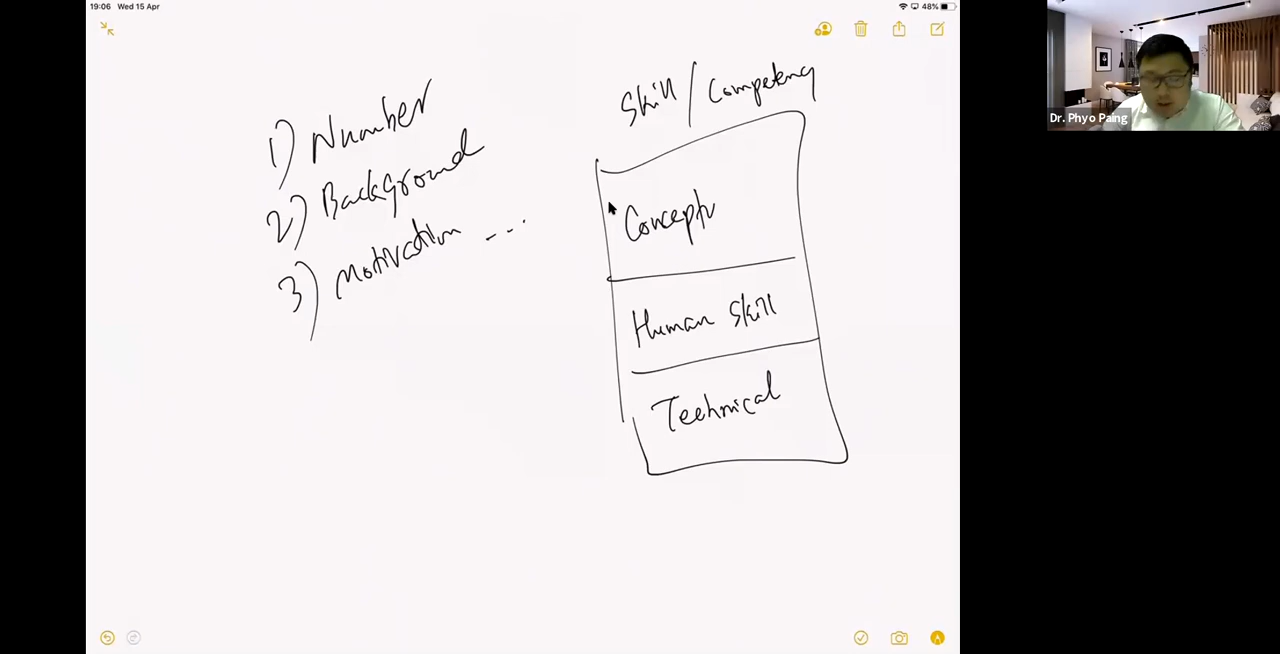 19:06 Wed 15 Apr
48%
1) Number
2) Background
3) Motivation ...
Skill / Competency
Conceptu
Human Skill
Technical
Dr. Phyo Paing